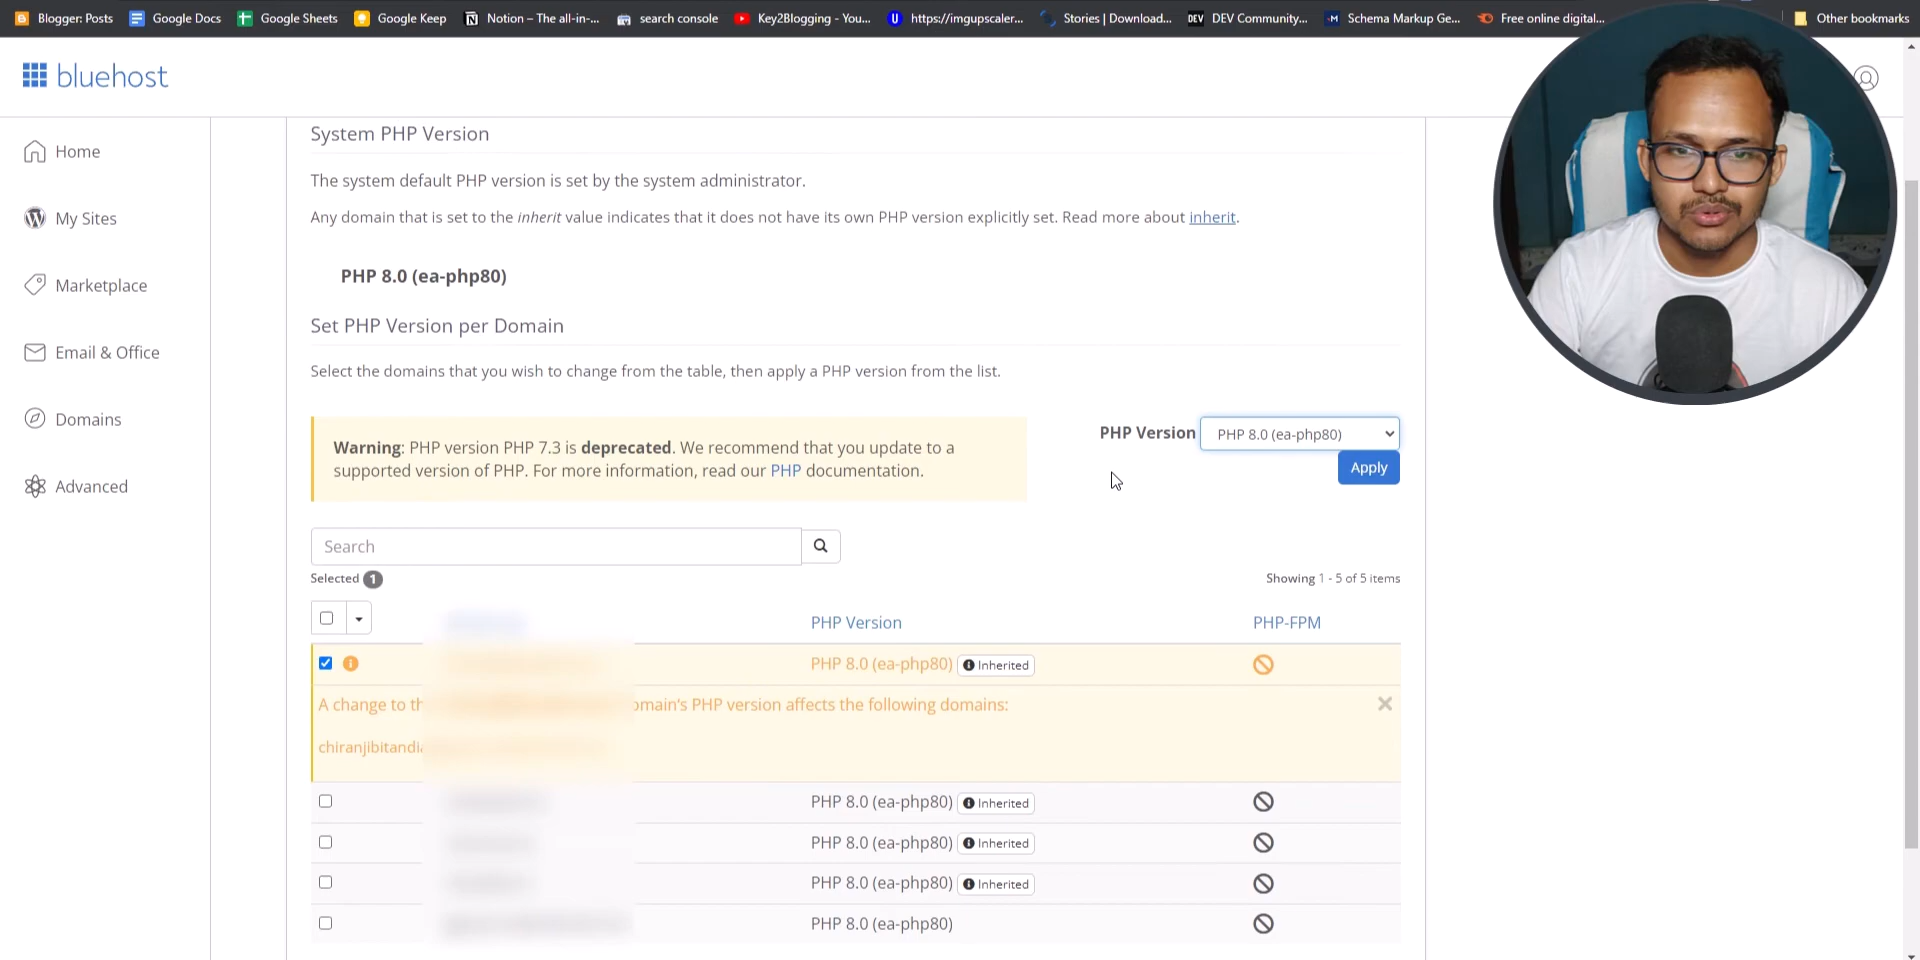 Blogger: Posts
Google Docs
Google Sheets
Google Keep
Notion – The all-in-...
search console
Key2Blogging - You...
https://imgupscaler...
Stories | Download...
DEV Community...
Schema Markup Ge...
Free online digital...
Other bookmarks
bluehost
Home
My Sites
Marketplace
Email & Office
Domains
Advanced
System PHP Version
The system default PHP version is set by the system administrator.
Any domain that is set to the inherit value indicates that it does not have its own PHP version explicitly set. Read more about inherit.
PHP 8.0 (ea-php80)
Set PHP Version per Domain
Select the domains that you wish to change from the table, then apply a PHP version from the list.
Warning: PHP version PHP 7.3 is deprecated. We recommend that you update to a
supported version of PHP. For more information, read our PHP documentation.
PHP Version PHP 8.0 (ea-php80)
Apply
Search
Selected 1
Showing 1 - 5 of 5 items
PHP Version PHP-FPM
PHP 8.0 (ea-php80) Inherited
A change to domain's PHP version affects the following domains:
PHP 8.0 (ea-php80) Inherited
PHP 8.0 (ea-php80) Inherited
PHP 8.0 (ea-php80) Inherited
PHP 8.0 (ea-php80)